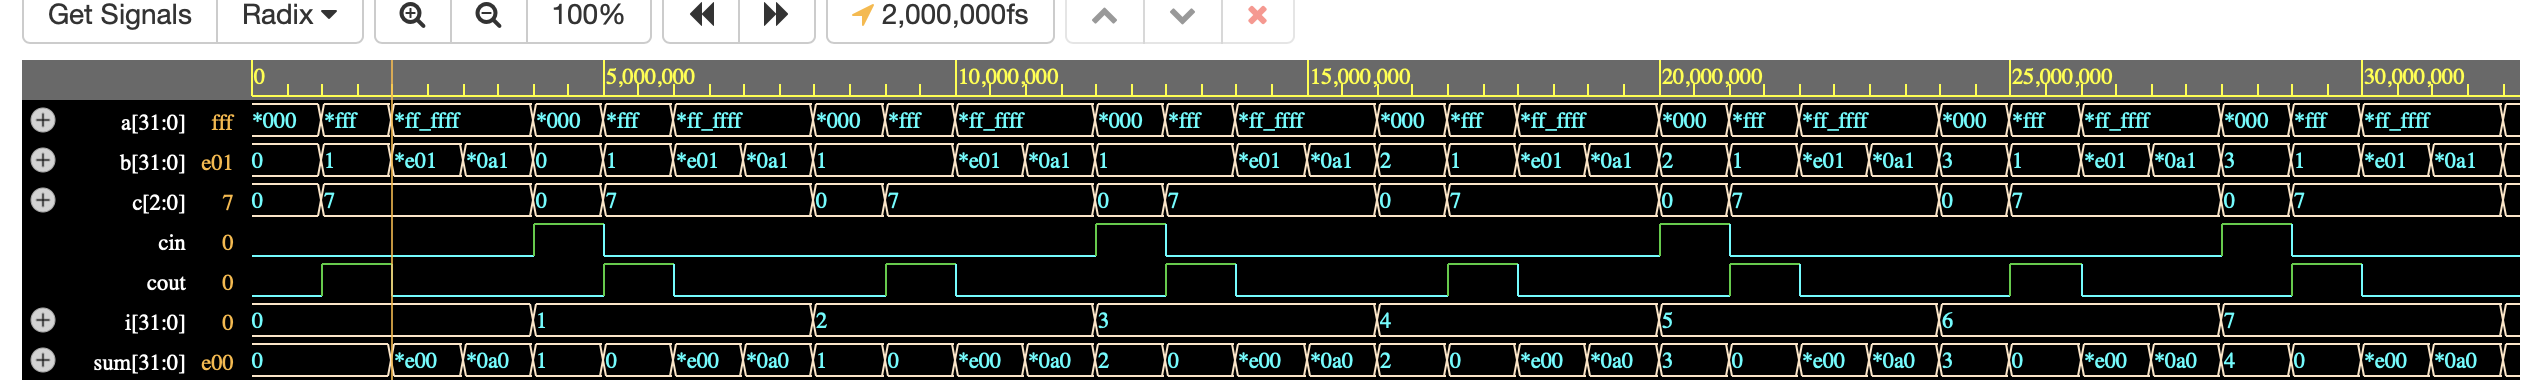 Get Signals Radix 100% 2,000,000fs
0 5,000,000 10,000,000 15,000,000 20,000,000 25,000,000 30,000,000
a[31:0] fff *000 *fff *ff_ffff *000 *fff *ff_ffff *000 *fff *ff_ffff *000 *fff *ff_ffff *000 *fff *ff_ffff *000 *fff *ff_ffff *000 *fff *ff_ffff *000 *fff *ff_ffff
b[31:0] e01 0 1 *e01 *0a1 0 1 *e01 *0a1 1 *e01 *0a1 1 *e01 *0a1 2 1 *e01 *0a1 2 1 *e01 *0a1 3 1 *e01 *0a1 3 1 *e01 *0a1
c[2:0] 7 0 7 0 7 0 7 0 7 0 7 0 7 0 7 0 7
cin 0
cout 0
i[31:0] 0 0 1 2 3 4 5 6 7
sum[31:0] e00 0 *e00 *0a0 1 0 *e00 *0a0 1 0 *e00 *0a0 2 0 *e00 *0a0 2 0 *e00 *0a0 3 0 *e00 *0a0 3 0 *e00 *0a0 4 0 *e00 *0a0